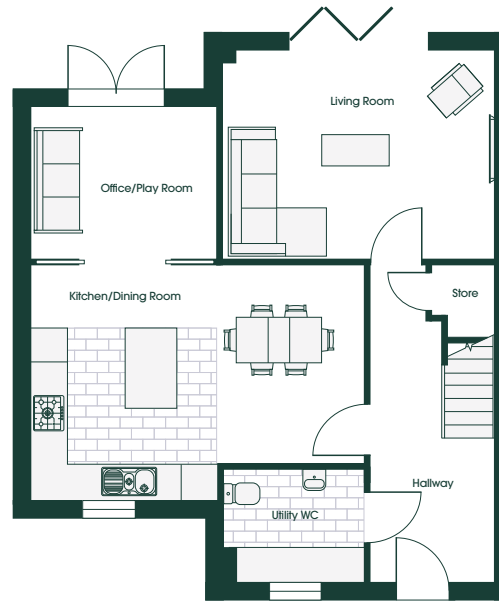 Living Room
Office/Play Room
Kitchen/Dining Room
Store
Hallway
Utility WC